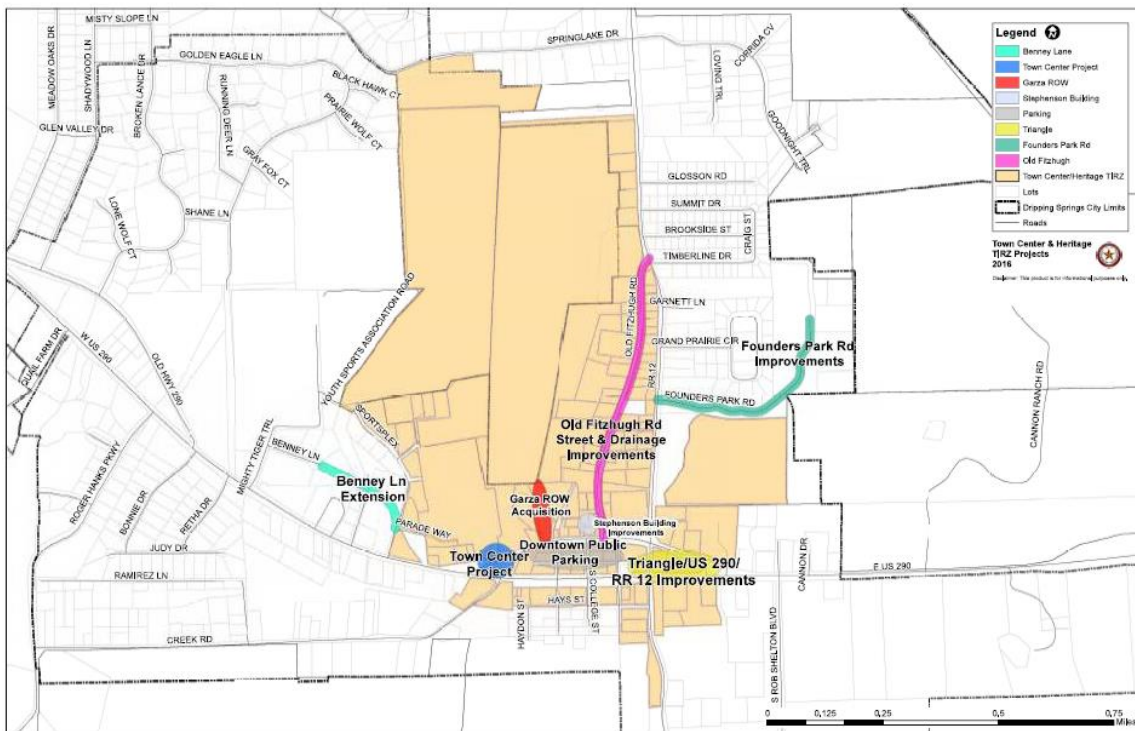 MISTY SLOPE LN
MEADOW OAKS DR
SHADYWOOD LN
BROKEN LANCE DR
GOLDEN EAGLE LN
RUNNING DEER LN
BLACK HAWK CT
PRAIRIE WOLF CT
GRAY FOX CT
GLEN VALLEY DR
LONE WOLF CT
SHANE LN
SPRINGLAKE DR
LOVING TRL
CORRIDA CV
GOODNIGHT TRL
GLOSSON RD
SUMMIT DR
BROOKSIDE ST
CRAIG ST
TIMBERLINE DR
Legend
Benney Lane
Town Center Project
Garza ROW
Stephenson Building
Parking
Triangle
Founders Park Rd
Old Fitzhugh
Town Center/Heritage TIRZ
Lots
Dripping Springs City Limits
Roads
Town Center & Heritage
TIRZ Projects
2016
Disclaimer: This product is for informational purposes only.
OLD FITZHUGH RD
GARNETT LN
GRAND PRAIRIE CIR
RR 12
Founders Park Rd
Improvements
FOUNDERS PARK RD
CANNON RANCH RD
W US 290
OLD HWY 290
QUAIL FARM DR
YOUTH SPORTS ASSOCIATION ROAD
SPORTSPLEX
MIGHTY TIGER TRL
BENNEY LN
ROGER HANKS PKWY
BONNIE DR
RETHA DR
Benney Ln
Extension
PARADE WAY
Old Fitzhugh Rd
Street & Drainage
Improvements
Garza ROW
Acquisition
Stephenson Building
Improvements
JUDY DR
RAMIREZ LN
Town Center
Project
Downtown Public
Parking
Triangle/US 290/
RR 12 Improvements
CANNON DR
E US 290
HAYS ST
HAYDON ST
S COLLEGE ST
CREEK RD
S ROB SHELTON BLVD
0 0,125 0,25 0,5 0,75
Miles